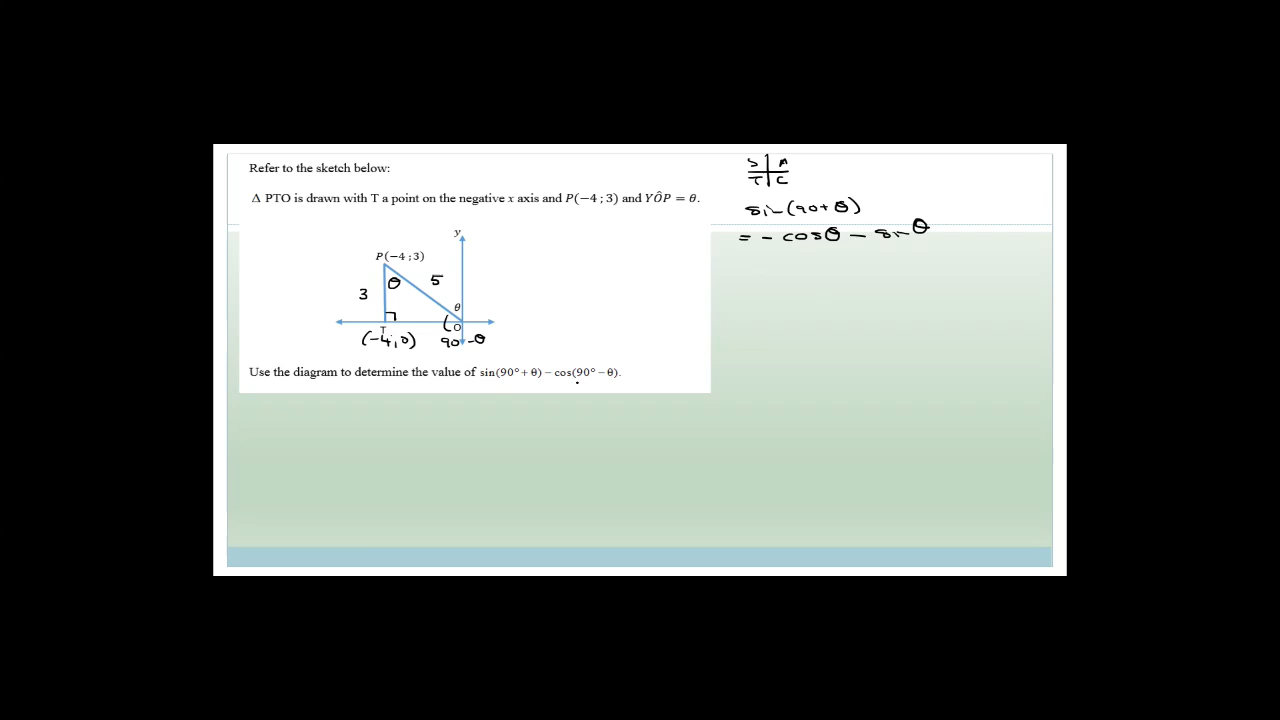 Refer to the sketch below:
Δ PTO is drawn with T a point on the negative x axis and P(−4 ; 3) and YÔP = θ.
y
P(−4 ; 3)
θ
5
3
θ
T
O
(-4,0)
90-θ
Use the diagram to determine the value of sin(90° + θ) − cos(90° − θ).
S A
T C
sin(90+θ)
= - cosθ - sinθ